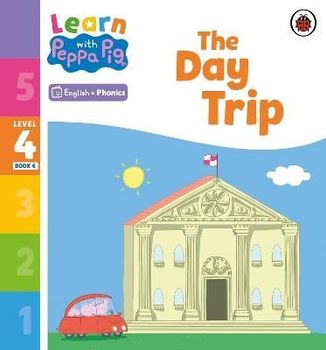 Learn
with
Peppa Pig
English + Phonics
The
Day
Trip
5
LEVEL
4
BOOK 6
3
2
1